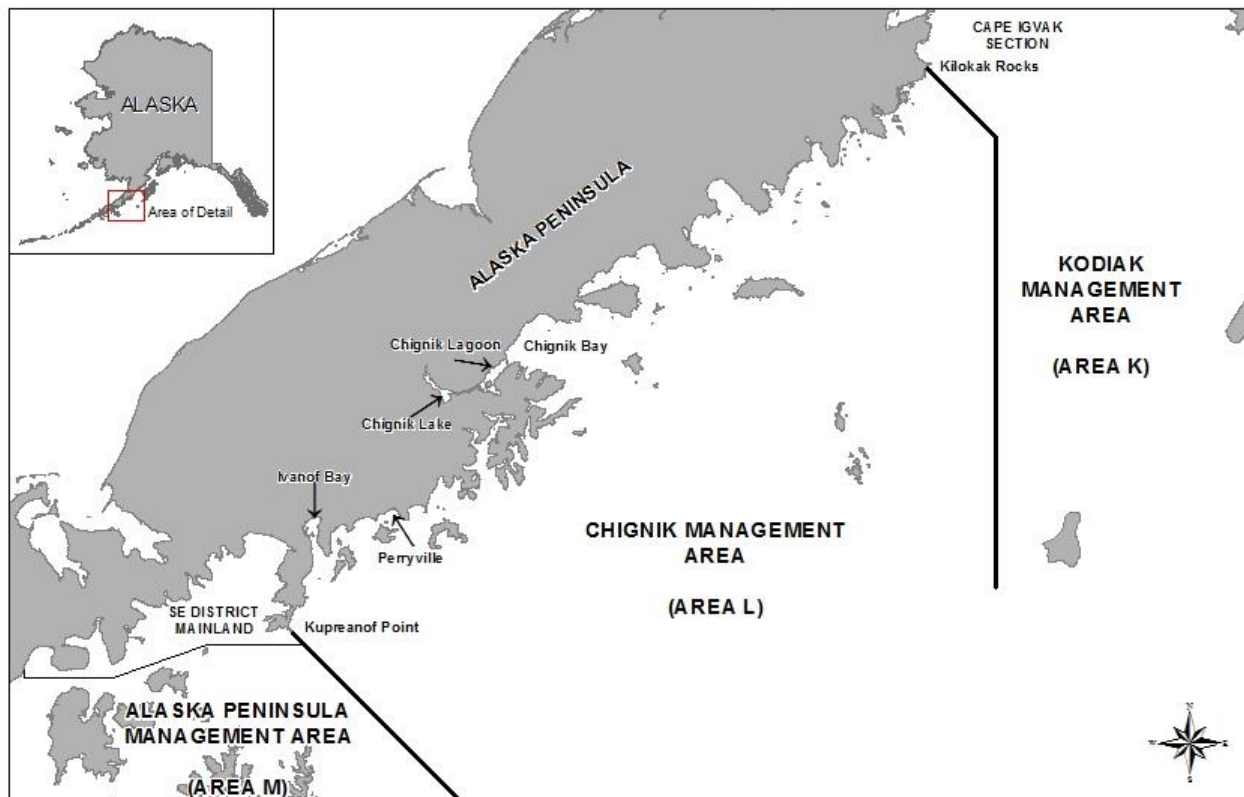 ALASKA
Area of Detail
CAPE IGVAK
SECTION
Kilokak Rocks
ALASKA PENINSULA
KODIAK
MANAGEMENT
AREA
(AREA K)
Chignik Lagoon
Chignik Bay
Chignik Lake
Ivanof Bay
Perryville
CHIGNIK MANAGEMENT
AREA
(AREA L)
SE DISTRICT
MAINLAND
Kupreanof Point
ALASKA PENINSULA
MANAGEMENT AREA
(AREA M)
N
W
E
S